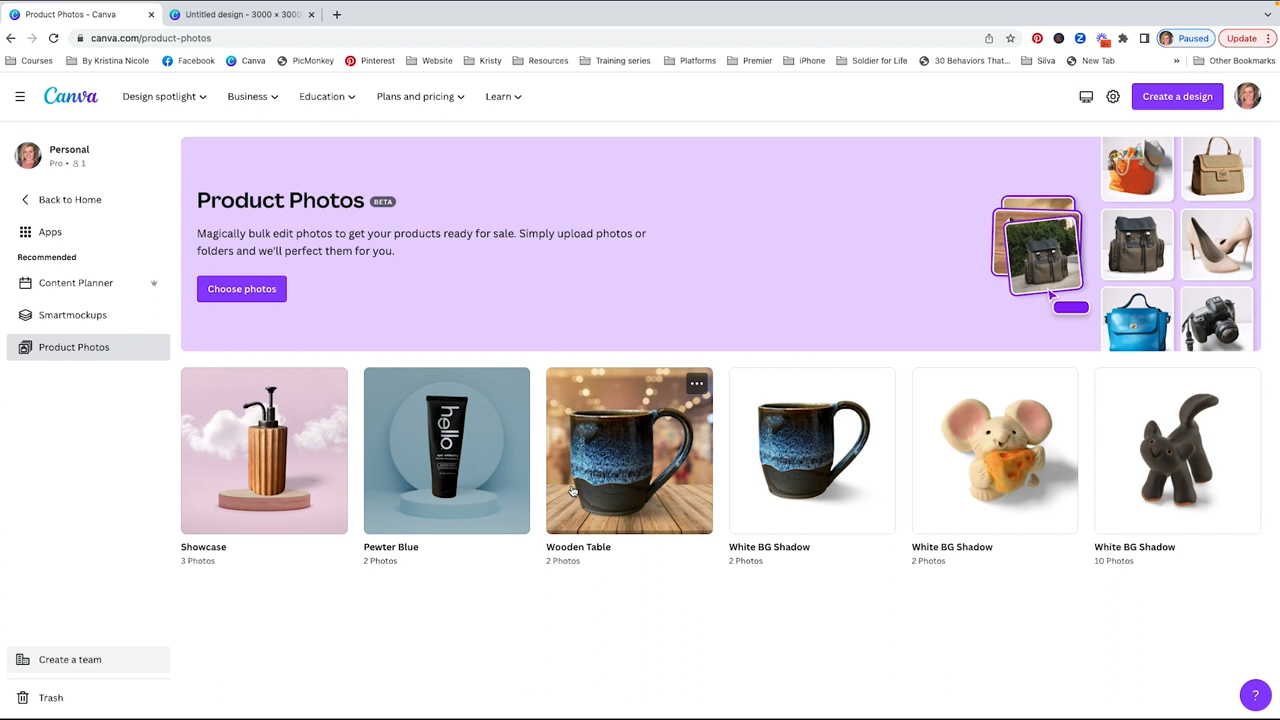 Product Photos - Canva
Untitled design - 3000 × 3000
canva.com/product-photos
Paused
Update
Courses
By Kristina Nicole
Facebook
Canva
PicMonkey
Pinterest
Website
Kristy
Resources
Training series
Platforms
Premier
iPhone
Soldier for Life
30 Behaviors That...
Silva
New Tab
Other Bookmarks
Canva
Design spotlight
Business
Education
Plans and pricing
Learn
Create a design
Personal
Pro • 1
Back to Home
Apps
Recommended
Content Planner
Smartmockups
Product Photos
Create a team
Trash
Product Photos BETA
Magically bulk edit photos to get your products ready for sale. Simply upload photos or
folders and we'll perfect them for you.
Choose photos
hello
Showcase
3 Photos
Pewter Blue
2 Photos
Wooden Table
2 Photos
White BG Shadow
2 Photos
White BG Shadow
2 Photos
White BG Shadow
10 Photos
?